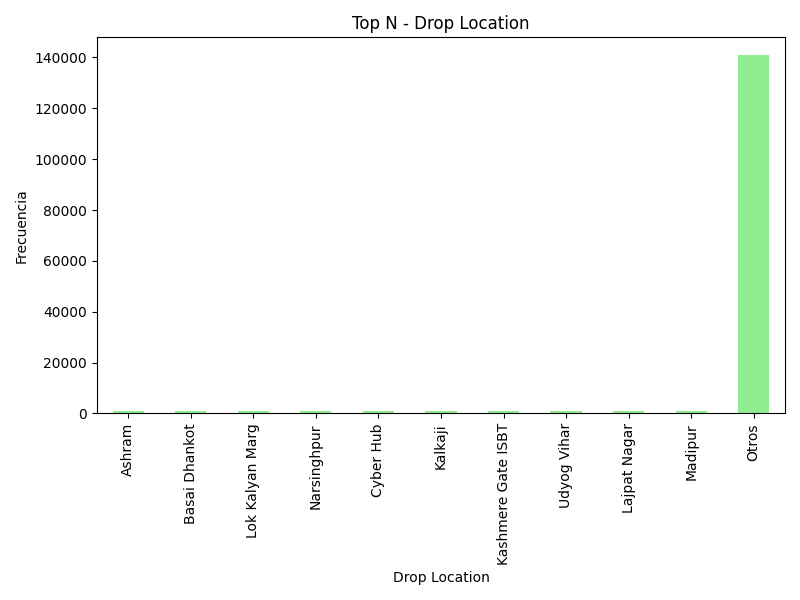 Top N - Drop Location
Frecuencia
140000
120000
100000
80000
60000
40000
20000
0
Ashram
Basai Dhankot
Lok Kalyan Marg
Narsinghpur
Cyber Hub
Kalkaji
Kashmere Gate ISBT
Udyog Vihar
Lajpat Nagar
Madipur
Otros
Drop Location